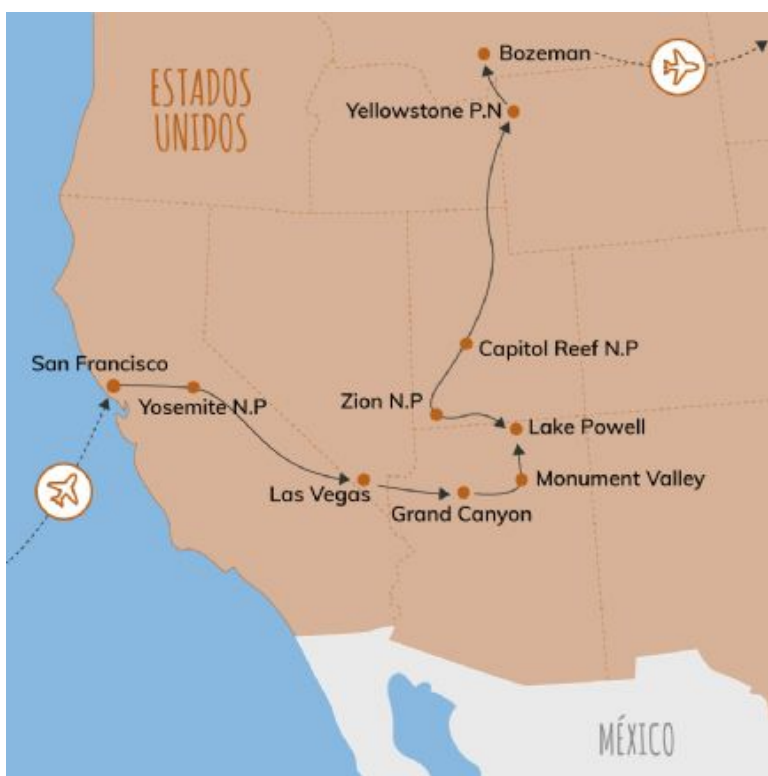 Bozeman
ESTADOS
UNIDOS
Yellowstone P.N
San Francisco
Yosemite N.P
Capitol Reef N.P
Zion N.P
Lake Powell
Las Vegas
Monument Valley
Grand Canyon
MÉXICO